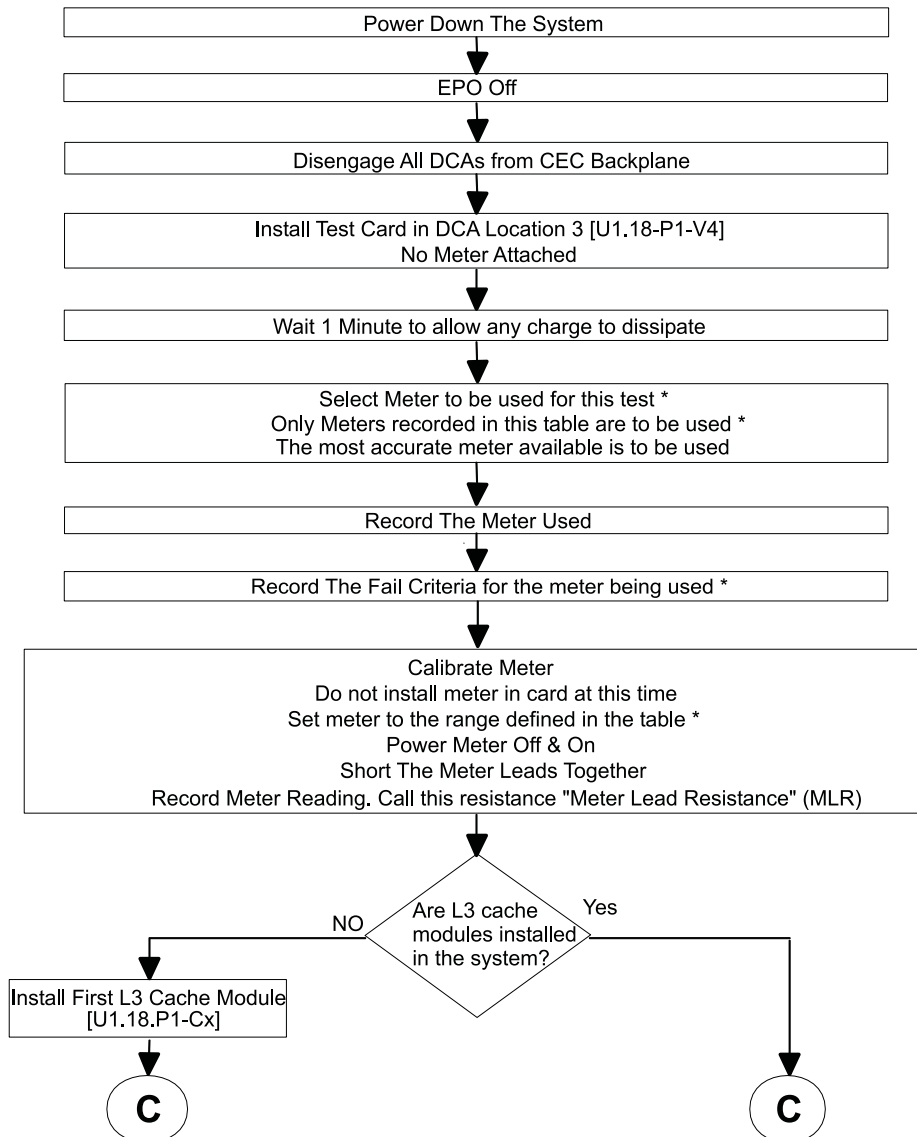 Power Down The System
EPO Off
Disengage All DCAs from CEC Backplane
Install Test Card in DCA Location 3 [U1.18-P1-V4]
No Meter Attached
Wait 1 Minute to allow any charge to dissipate
Select Meter to be used for this test *
Only Meters recorded in this table are to be used *
The most accurate meter available is to be used
Record The Meter Used
Record The Fail Criteria for the meter being used *
Calibrate Meter
Do not install meter in card at this time
Set meter to the range defined in the table *
Power Meter Off & On
Short The Meter Leads Together
Record Meter Reading. Call this resistance "Meter Lead Resistance" (MLR)
NO
Yes
Are L3 cache
modules installed
in the system?
Install First L3 Cache Module
[U1.18.P1-Cx]
C
C